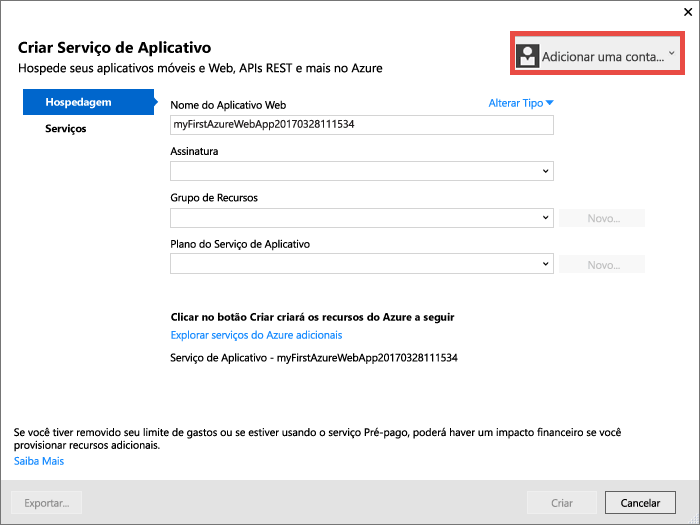 Criar Serviço de Aplicativo
Hospede seus aplicativos móveis e Web, APIs REST e mais no Azure
Adicionar uma conta...
Hospedagem
Serviços
Nome do Aplicativo Web
Alterar Tipo
myFirstAzureWebApp20170328111534
Assinatura
Grupo de Recursos
Novo...
Plano do Serviço de Aplicativo
Novo...
Clicar no botão Criar criará os recursos do Azure a seguir
Explorar serviços do Azure adicionais
Serviço de Aplicativo - myFirstAzureWebApp20170328111534
Se você tiver removido seu limite de gastos ou se estiver usando o serviço Pré-pago, poderá haver um impacto financeiro se você
provisionar recursos adicionais.
Saiba Mais
Exportar...
Criar
Cancelar